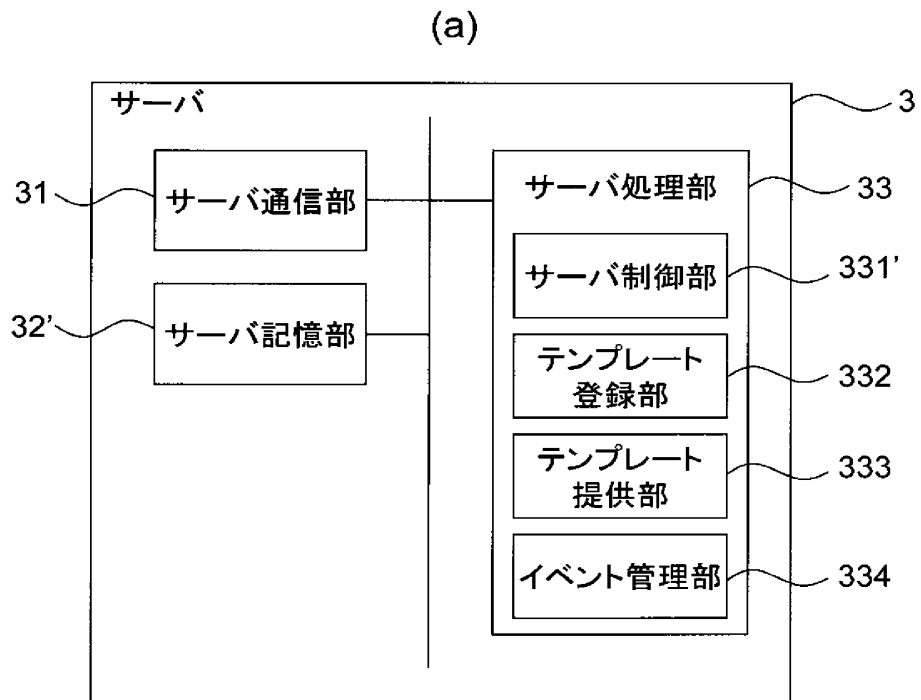 (a)
サーバ
3
31
サーバ通信部
サーバ処理部
33
サーバ制御部
331’
32’
サーバ記憶部
テンプレート
登録部
332
テンプレート
提供部
333
イベント管理部
334